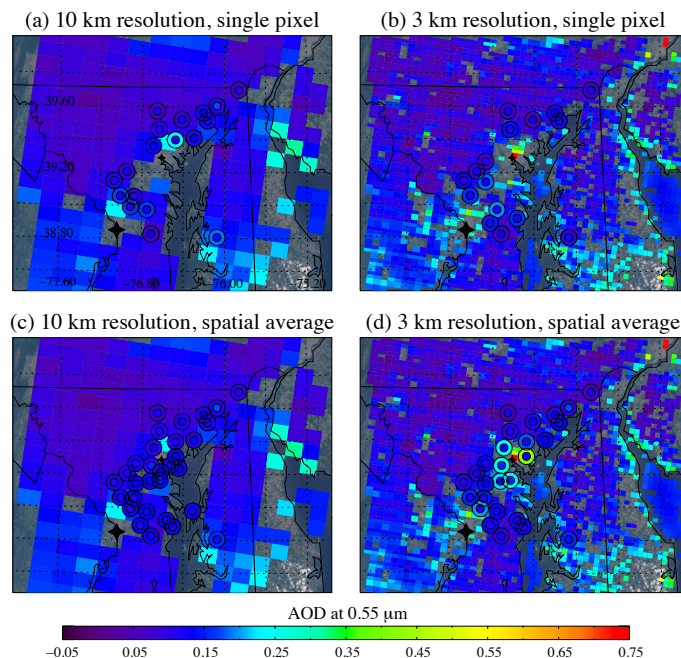 (a) 10 km resolution, single pixel
(b) 3 km resolution, single pixel
39.60
39.20
38.80
−77.60
−76.80
−76.00
−75.20
(c) 10 km resolution, spatial average
(d) 3 km resolution, spatial average
AOD at 0.55 µm
−0.05 0.05 0.15 0.25 0.35 0.45 0.55 0.65 0.75